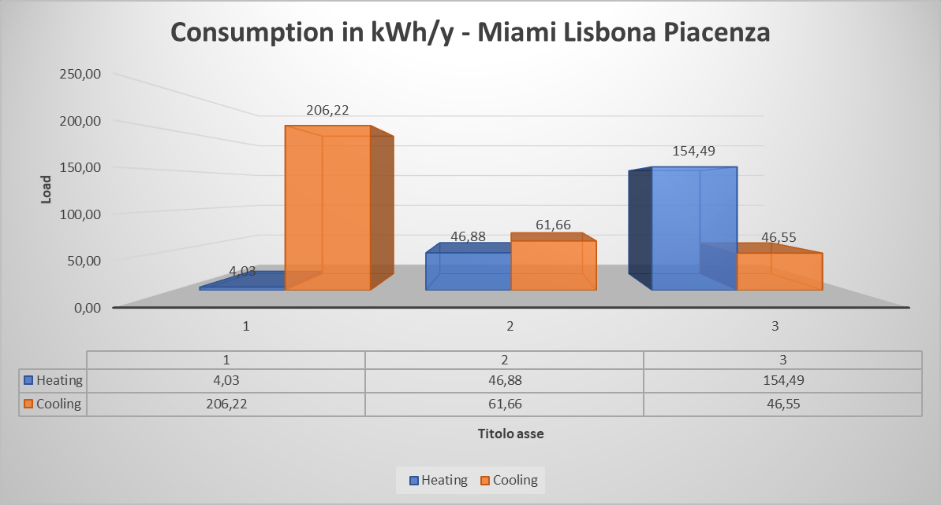 Consumption in kWh/y - Miami Lisbona Piacenza
250,00
200,00
150,00
100,00
50,00
0,00
Load
206,22
4,03
46,88
61,66
154,49
46,55
1 2 3
1 2 3
Heating 4,03 46,88 154,49
Cooling 206,22 61,66 46,55
Titolo asse
Heating Cooling